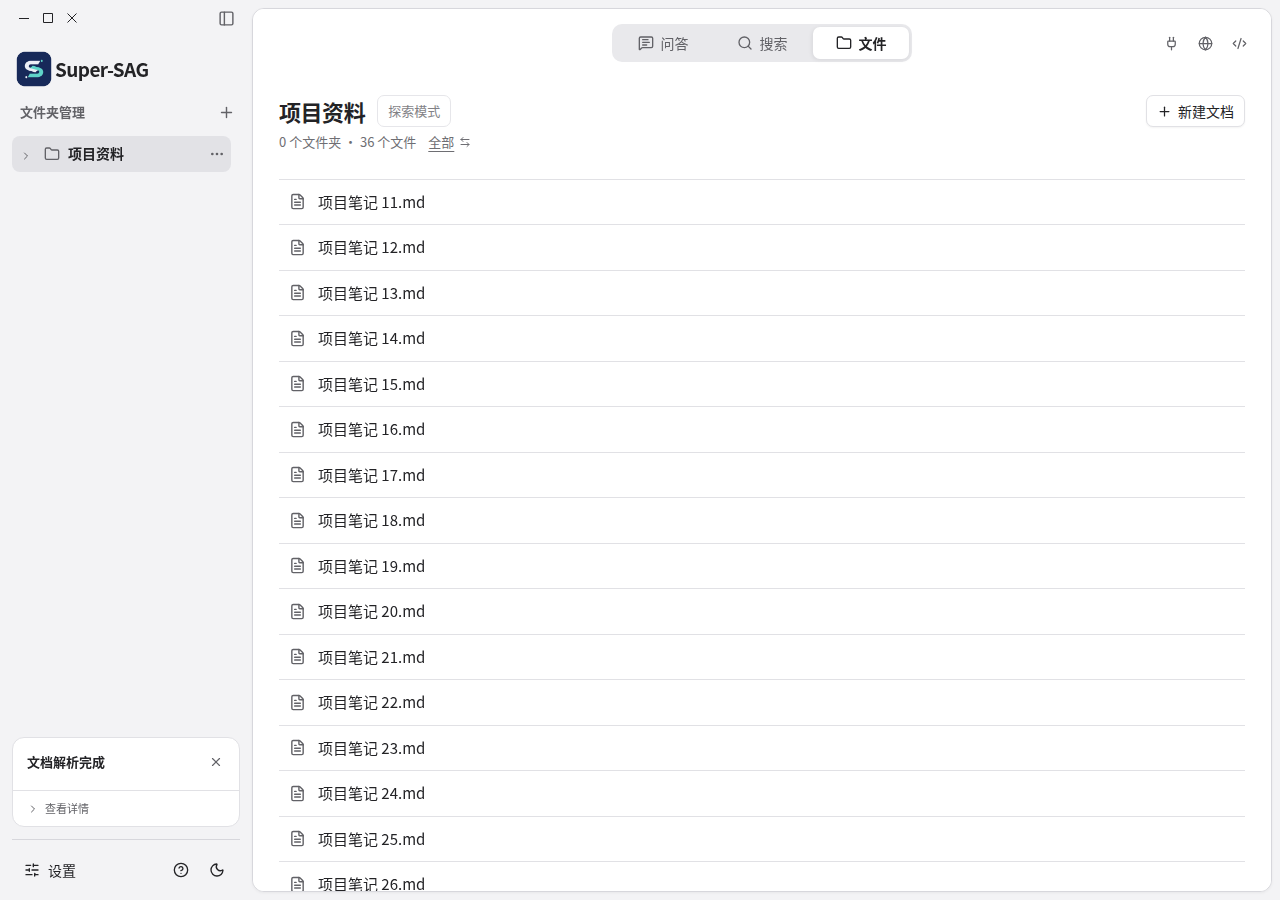 Super-SAG
文件夹管理
项目资料
文档解析完成
查看详情
设置
问答
搜索
文件
项目资料
探索模式
新建文档
0 个文件夹 • 36 个文件 全部
项目笔记 11.md
项目笔记 12.md
项目笔记 13.md
项目笔记 14.md
项目笔记 15.md
项目笔记 16.md
项目笔记 17.md
项目笔记 18.md
项目笔记 19.md
项目笔记 20.md
项目笔记 21.md
项目笔记 22.md
项目笔记 23.md
项目笔记 24.md
项目笔记 25.md
项目笔记 26.md